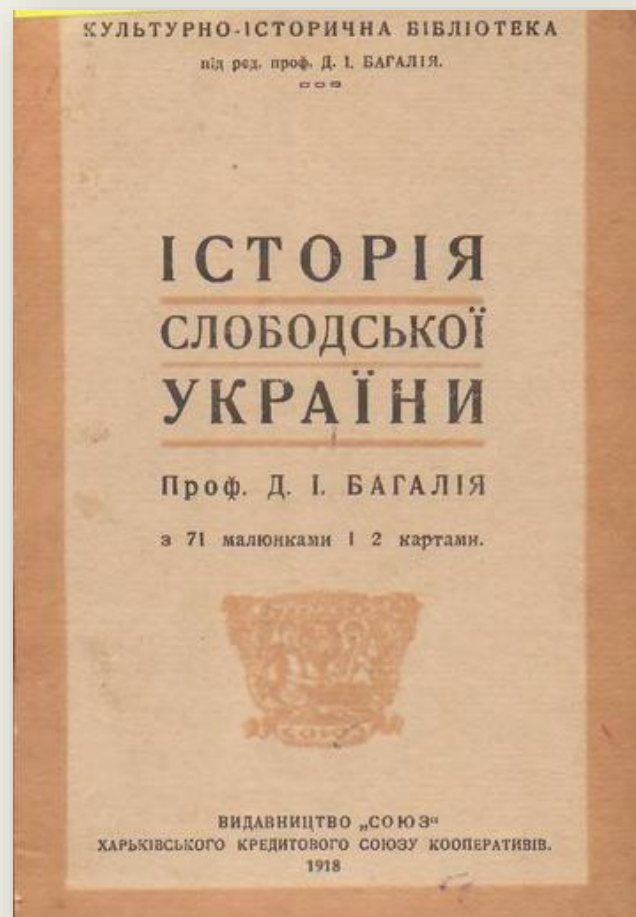 КУЛЬТУРНО-ІСТОРИЧНА БІБЛІОТЕКА
під ред. проф. Д. І. БАГАЛІЯ.
ІСТОРІЯ
СЛОБОДСЬКОЇ
УКРАЇНИ
Проф. Д. І. БАГАЛІЯ
з 71 малюнками і 2 картами.
СОЮЗ
ВИДАВНИЦТВО „СОЮЗ“
ХАРЬКІВСЬКОГО КРЕДИТОВОГО СОЮЗУ КООПЕРАТИВІВ.
1918